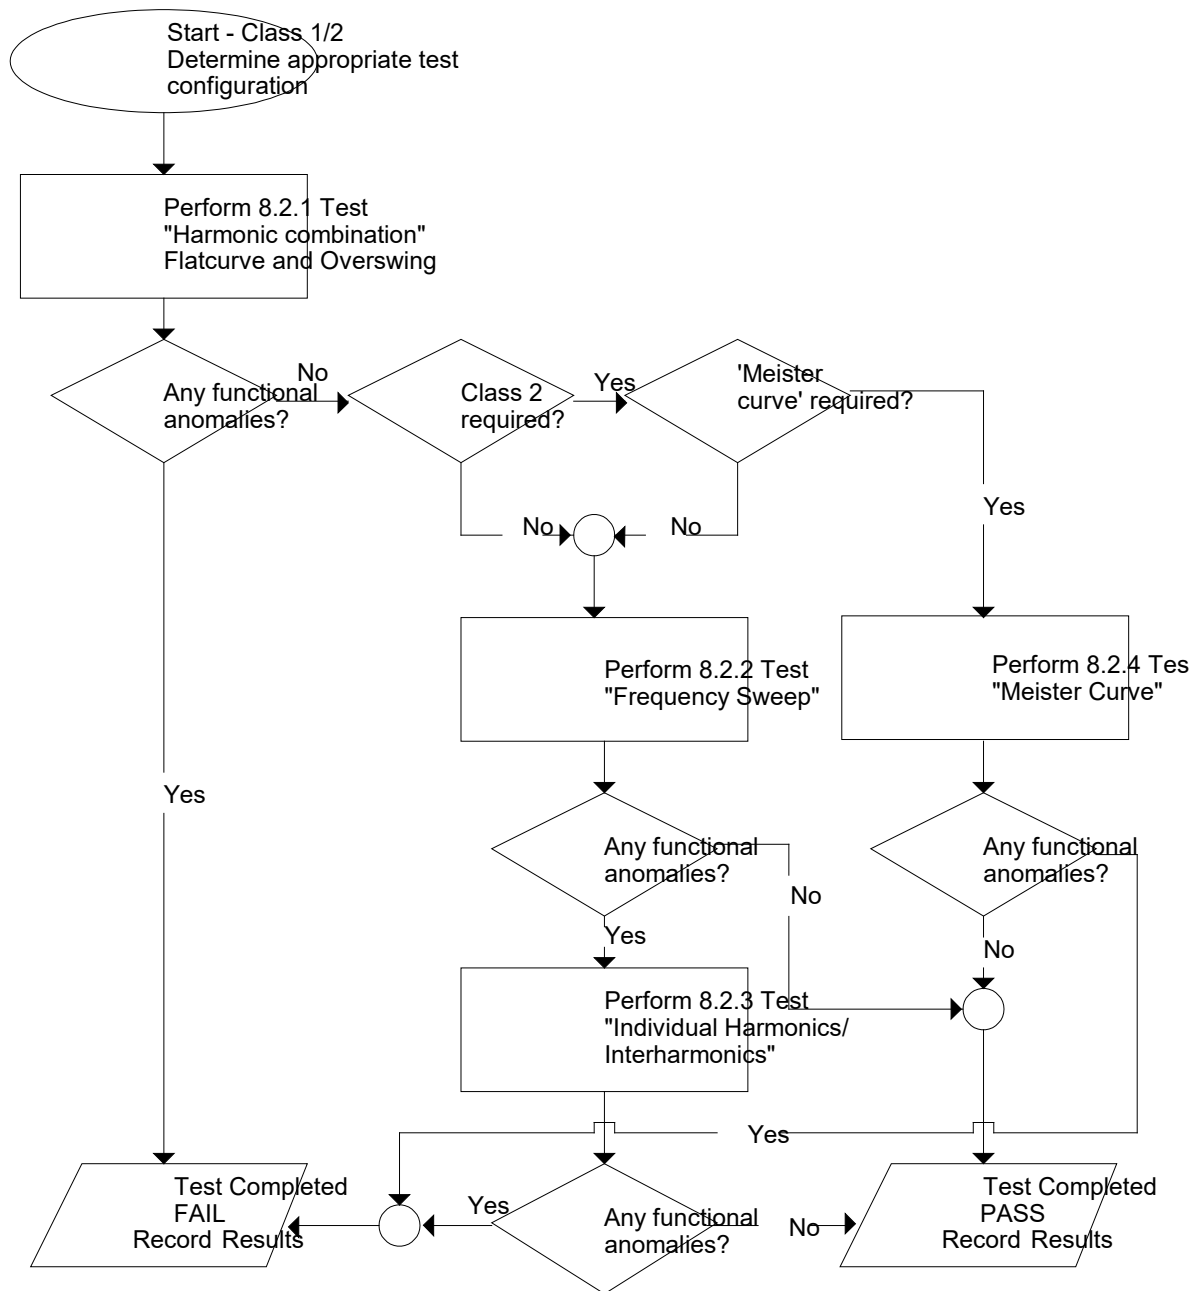 Start - Class 1/2
Determine appropriate test
configuration
Perform 8.2.1 Test
"Harmonic combination"
Flatcurve and Overswing
Any functional
anomalies?
No
Class 2
required?
Yes
'Meister
curve' required?
No
No
Yes
Perform 8.2.2 Test
"Frequency Sweep"
Perform 8.2.4 Tes
"Meister Curve"
Yes
Any functional
anomalies?
No
Any functional
anomalies?
Yes
No
Perform 8.2.3 Test
"Individual Harmonics/
Interharmonics"
Yes
Test Completed
FAIL
Record Results
Yes
Any functional
anomalies?
No
Test Completed
PASS
Record Results